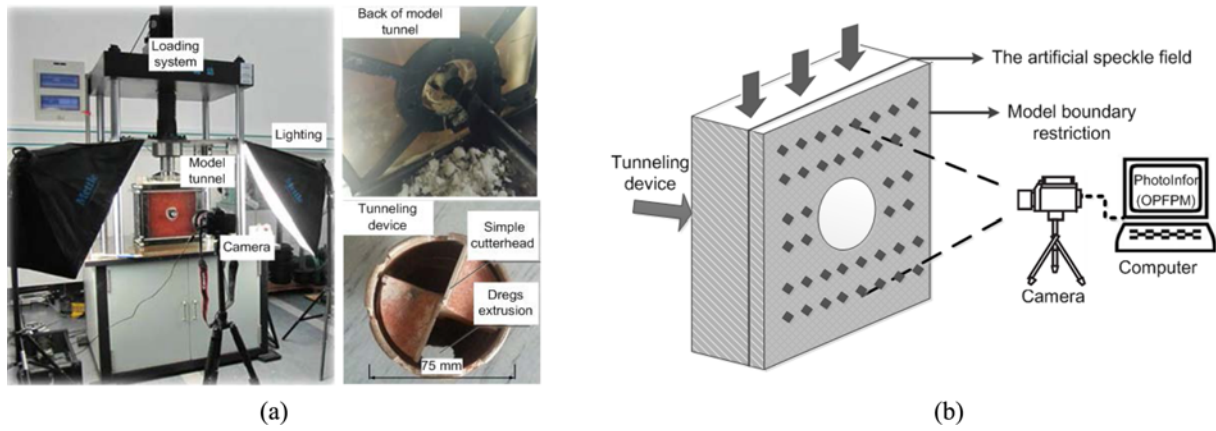 Loading
system
Lighting
Model
tunnel
Camera
Mettle
Back of model
tunnel
Tunneling
device
Simple
cutterhead
Dregs
extrusion
75 mm
(a)
The artificial speckle field
Model boundary
restriction
Tunneling
device
PhotoInfor
(OPFPM)
Computer
Camera
(b)